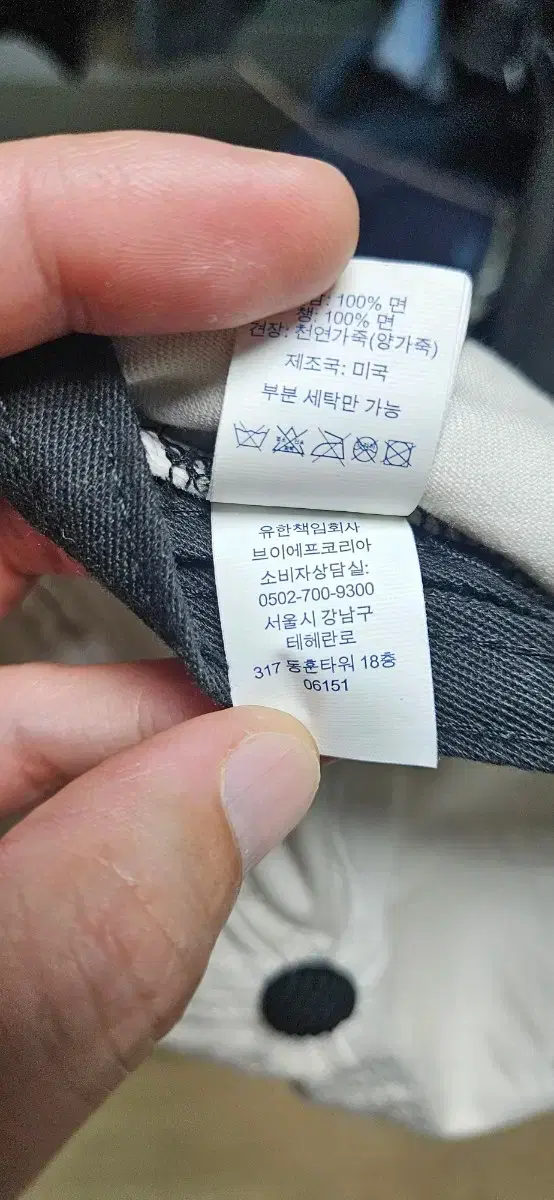 100% 면
챙: 100% 면
견장: 천연가죽(양가죽)
제조국: 미국
부분 세탁만 가능
유한책임회사
브이에프코리아
소비자상담실:
0502-700-9300
서울시 강남구
테헤란로
317 동훈타워 18층
06151